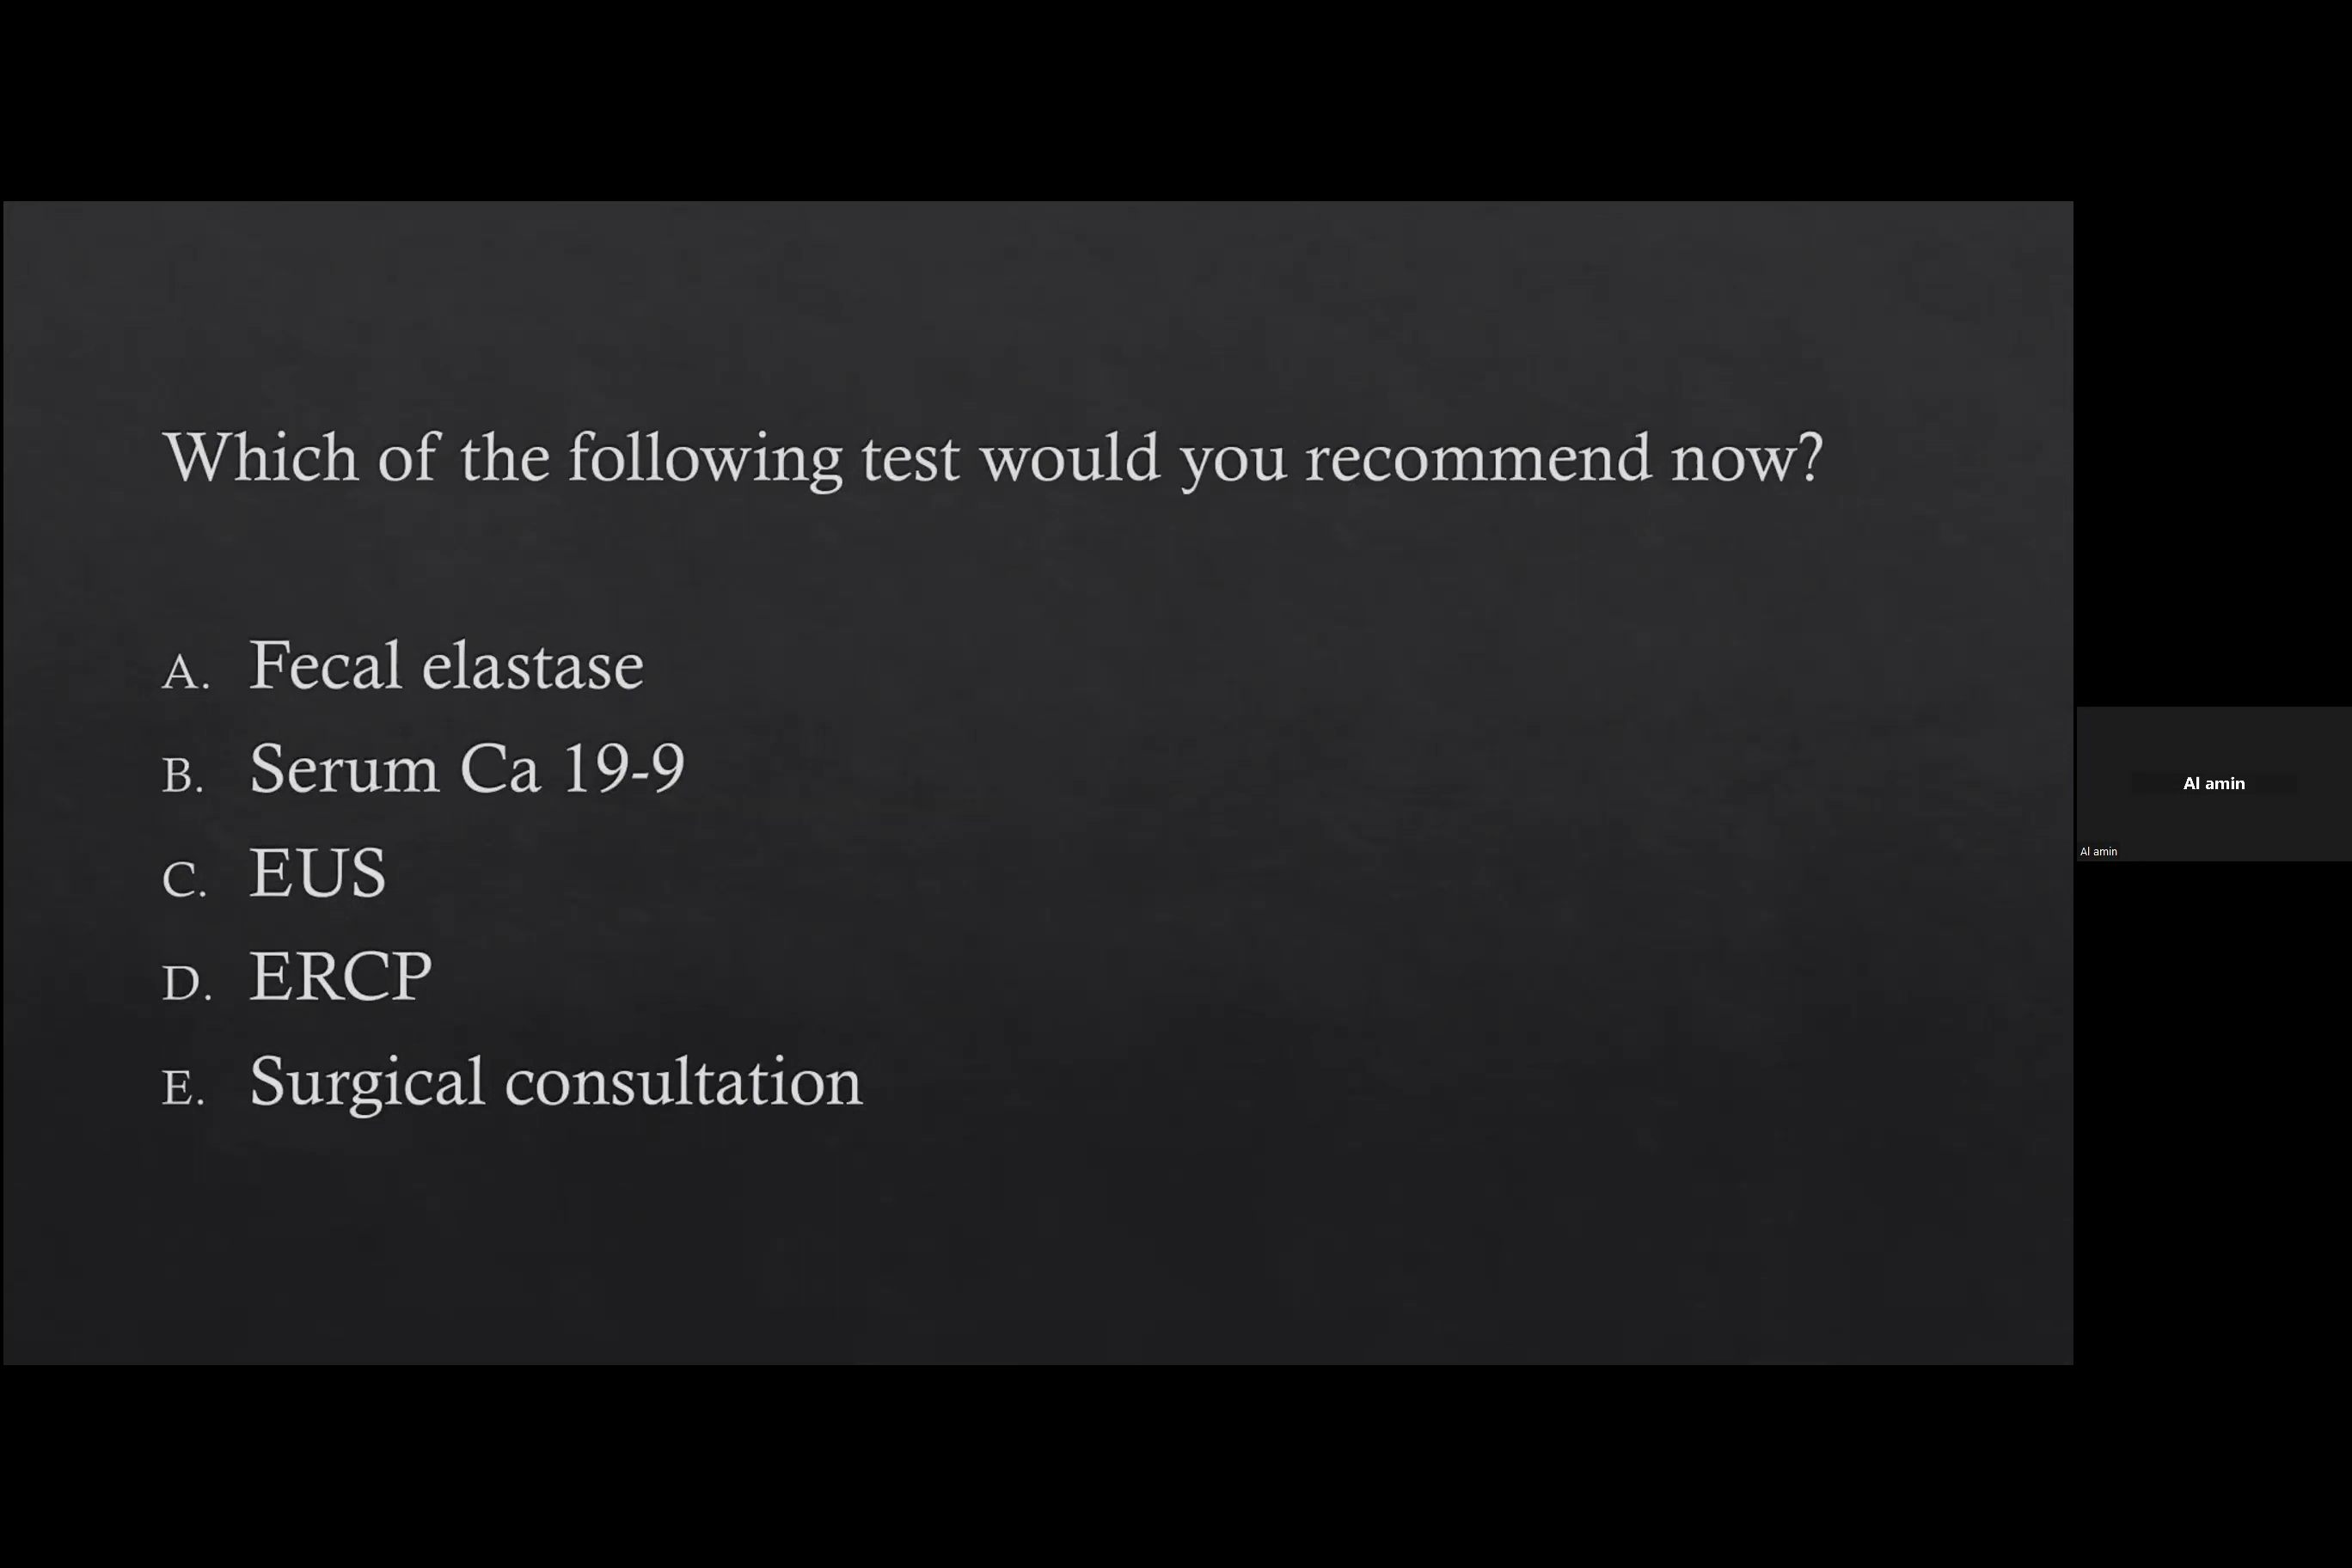 Which of the following test would you recommend now?
A. Fecal elastase
B. Serum Ca 19-9
C. EUS
D. ERCP
E. Surgical consultation
Al amin
Al amin